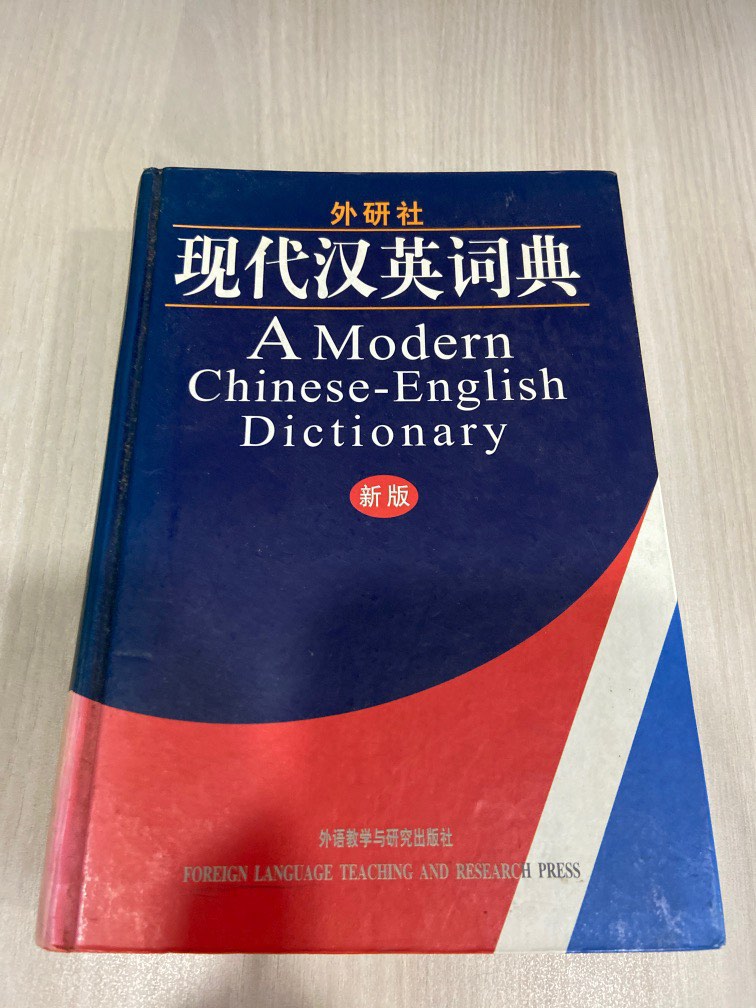 外研社
现代汉英词典
A Modern
Chinese-English
Dictionary
新版
外语教学与研究出版社
FOREIGN LANGUAGE TEACHING AND RESEARCH PRESS